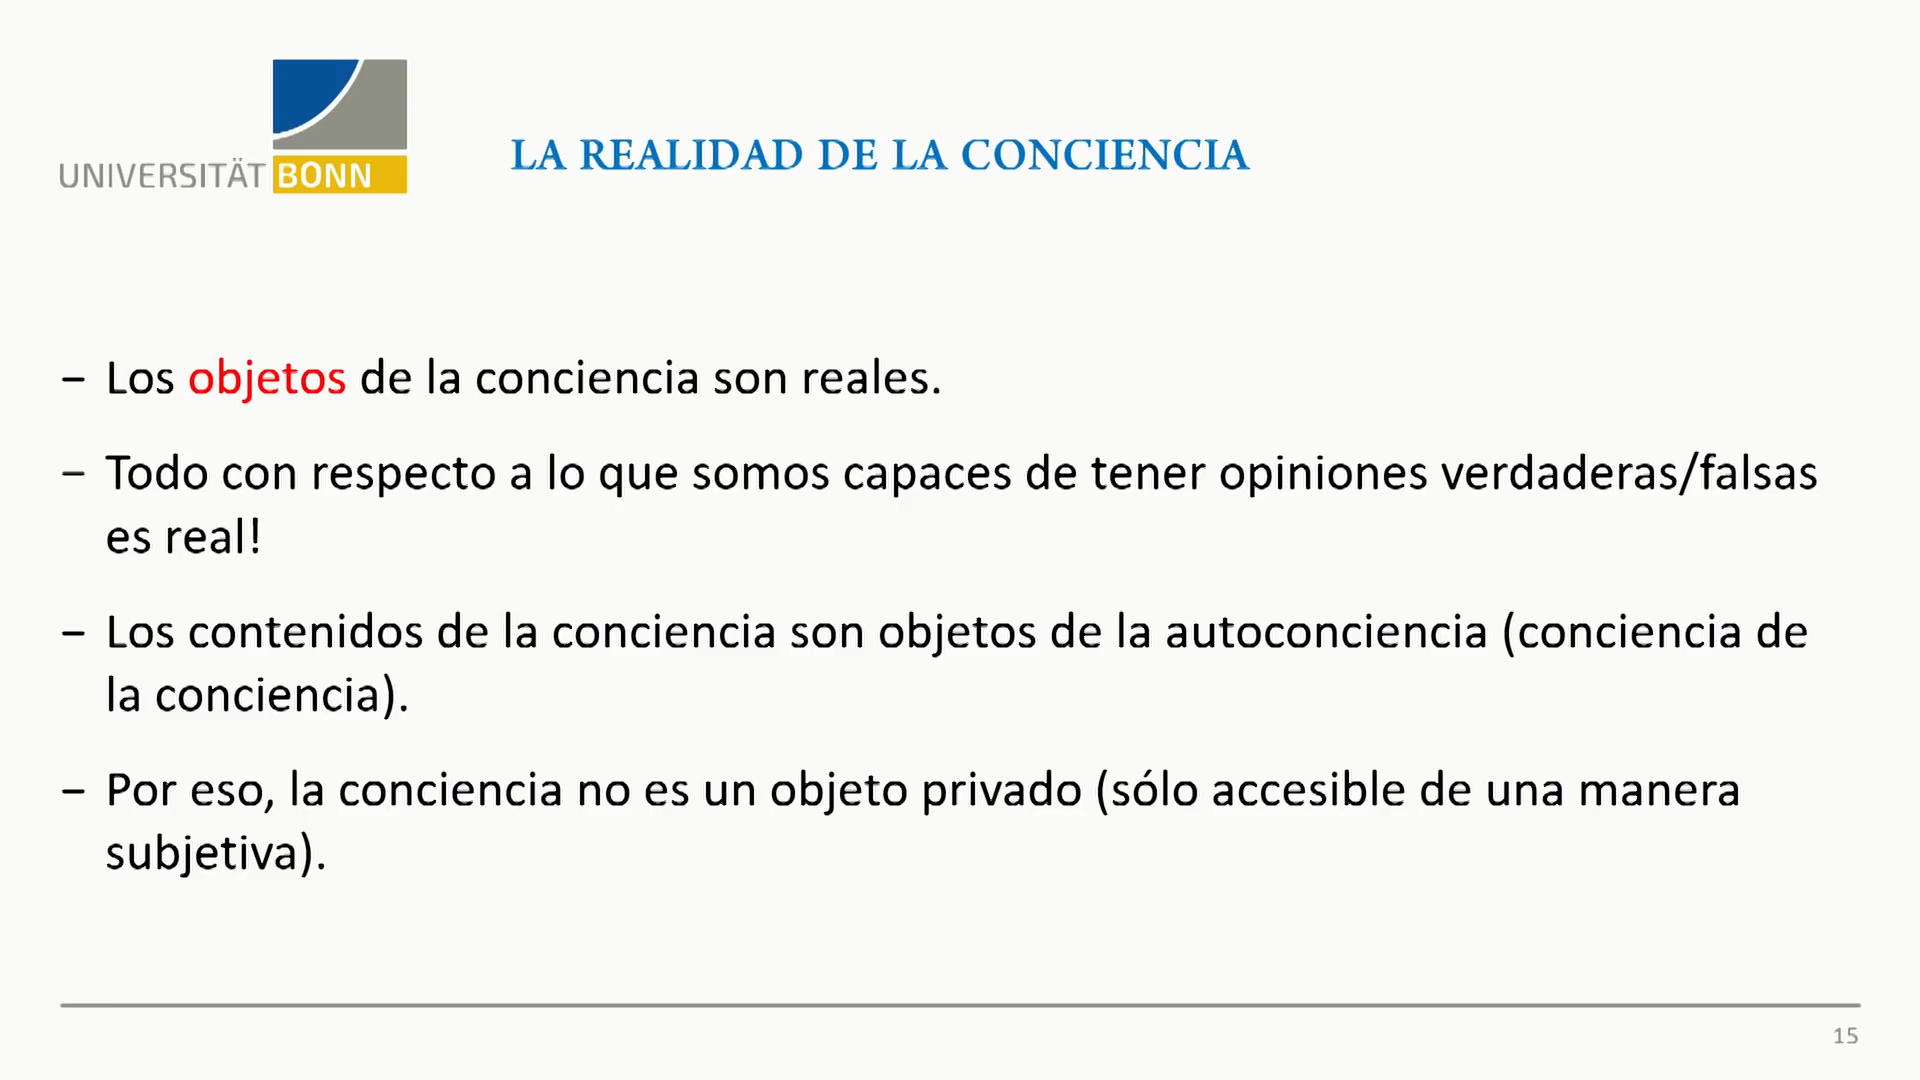 UNIVERSITÄT BONN
LA REALIDAD DE LA CONCIENCIA
– Los objetos de la conciencia son reales.
– Todo con respecto a lo que somos capaces de tener opiniones verdaderas/falsas
es real!
– Los contenidos de la conciencia son objetos de la autoconciencia (conciencia de
la conciencia).
– Por eso, la conciencia no es un objeto privado (sólo accesible de una manera
subjetiva).
15